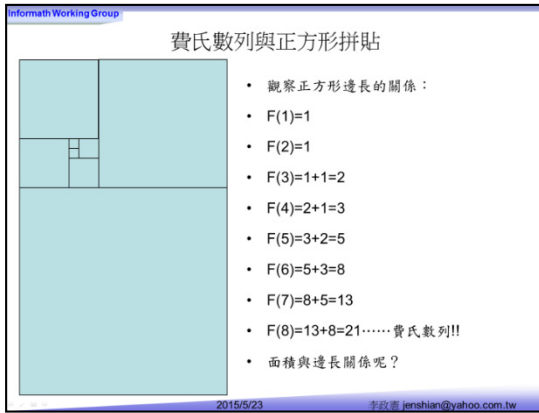 Informath Working Group
費氏數列與正方形拼貼
• 觀察正方形邊長的關係：
• F(1)=1
• F(2)=1
• F(3)=1+1=2
• F(4)=2+1=3
• F(5)=3+2=5
• F(6)=5+3=8
• F(7)=8+5=13
• F(8)=13+8=21……費氏數列!!
• 面積與邊長關係呢？
2015/5/23
李政憲 jenshian@yahoo.com.tw